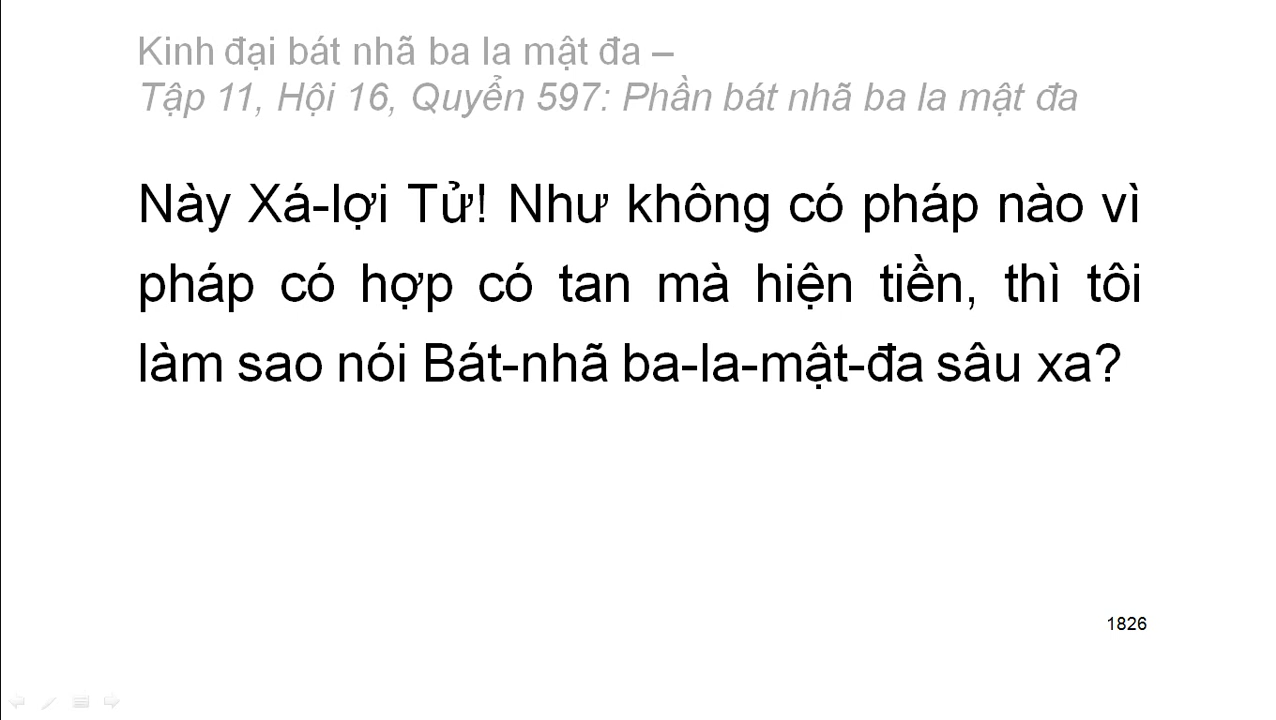 Kinh đại bát nhã ba la mật đa –
Tập 11, Hội 16, Quyển 597: Phần bát nhã ba la mật đa
Này Xá-lợi Tử! Như không có pháp nào vì
pháp có hợp có tan mà hiện tiền, thì tôi
làm sao nói Bát-nhã ba-la-mật-đa sâu xa?
1826